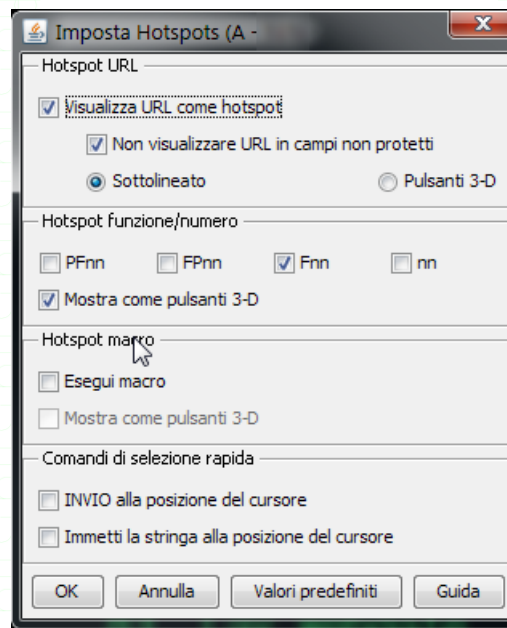 Imposta Hotspots (A -
Hotspot URL
Visualizza URL come hotspot
Non visualizzare URL in campi non protetti
Sottolineato Pulsanti 3-D
Hotspot funzione/numero
PFnn FPnn Fnn nn
Mostra come pulsanti 3-D
Hotspot macro
Esegui macro
Mostra come pulsanti 3-D
Comandi di selezione rapida
INVIO alla posizione del cursore
Immetti la stringa alla posizione del cursore
OK Annulla Valori predefiniti Guida